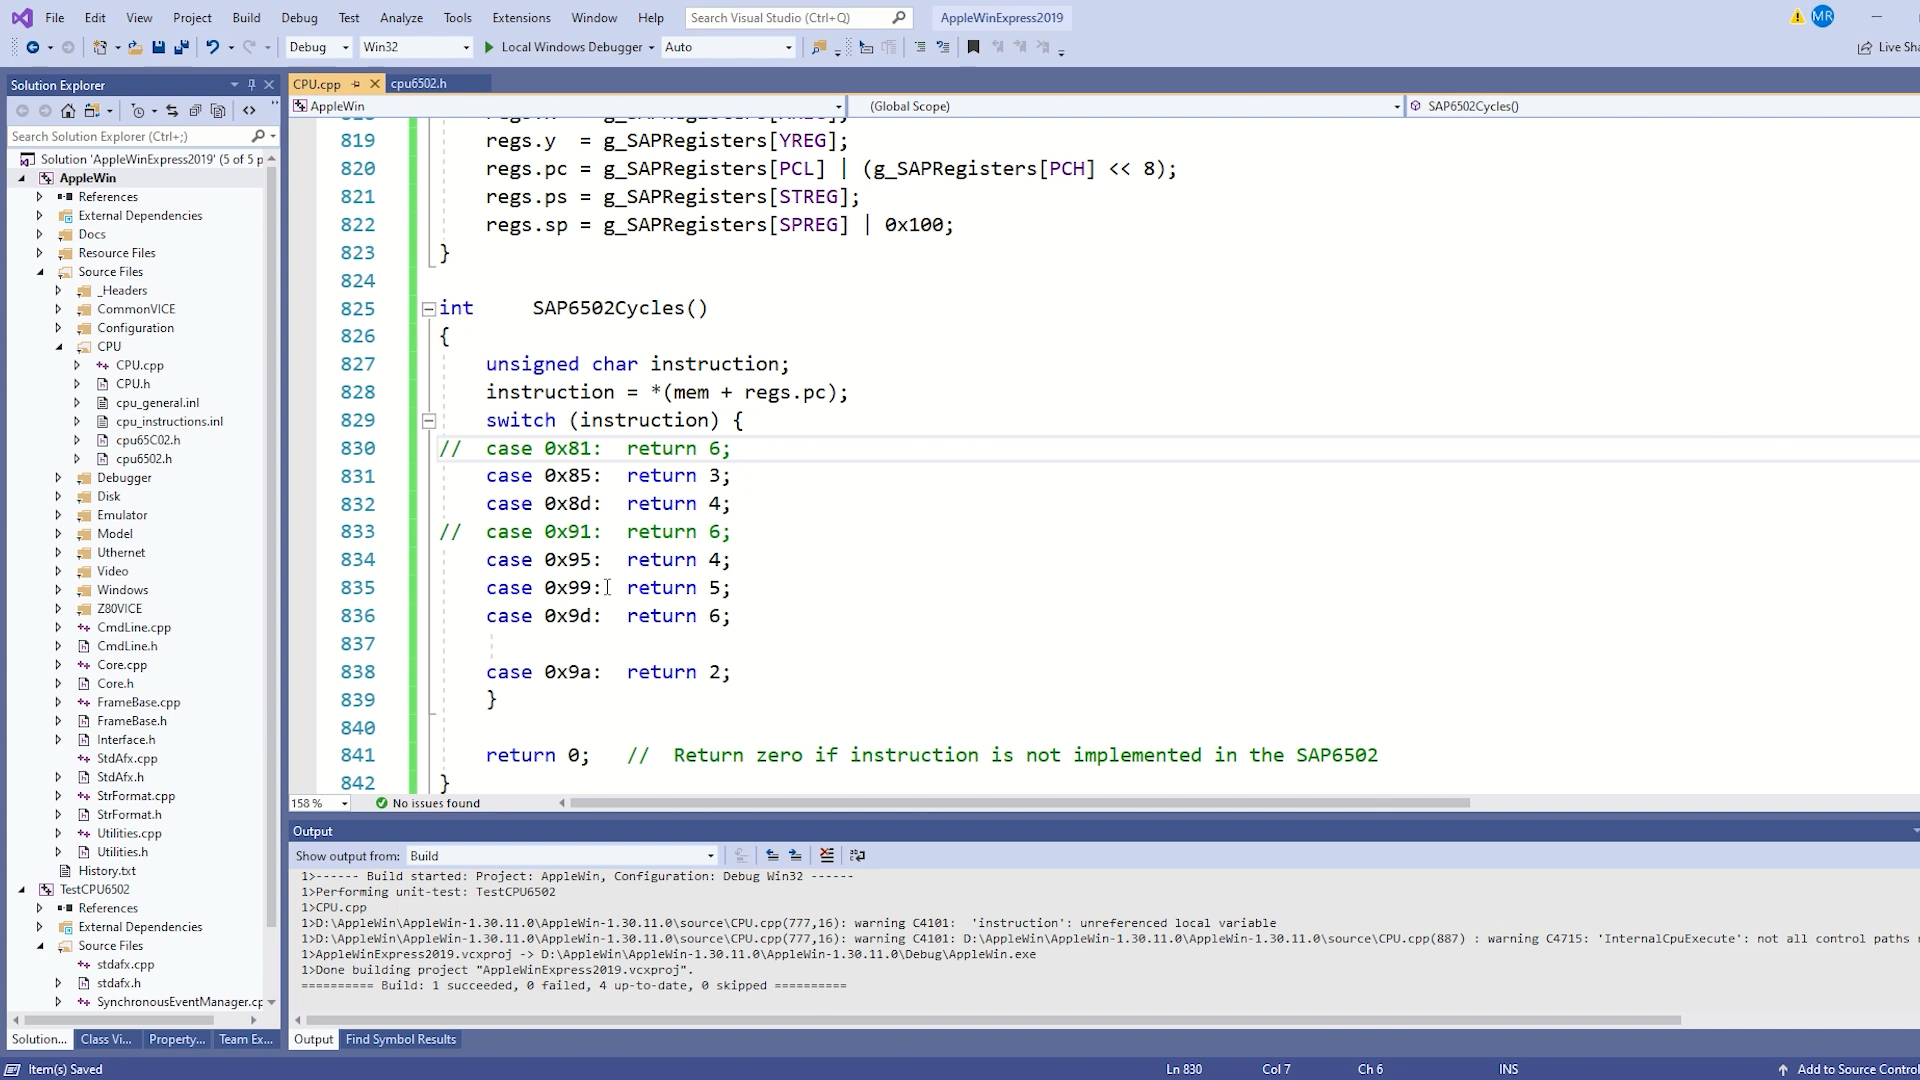 File Edit View Project Build Debug Test Analyze Tools Extensions Window Help Search Visual Studio (Ctrl+Q) AppleWinExpress2019 MR
Debug Win32 Local Windows Debugger Auto Live Sha
Solution Explorer
Search Solution Explorer (Ctrl+;)
Solution 'AppleWinExpress2019' (5 of 5 p
AppleWin
References
External Dependencies
Docs
Resource Files
Source Files
_Headers
CommonVICE
Configuration
CPU
CPU.cpp
CPU.h
cpu_general.inl
cpu_instructions.inl
cpu65C02.h
cpu6502.h
Debugger
Disk
Emulator
Model
Uthernet
Video
Windows
Z80VICE
CmdLine.cpp
CmdLine.h
Core.cpp
Core.h
FrameBase.cpp
FrameBase.h
Interface.h
StdAfx.cpp
StdAfx.h
StrFormat.cpp
StrFormat.h
Utilities.cpp
Utilities.h
History.txt
TestCPU6502
References
External Dependencies
Source Files
stdafx.cpp
stdafx.h
SynchronousEventManager.cp
Solution... Class Vi... Property... Team Ex...
CPU.cpp cpu6502.h
AppleWin (Global Scope) SAP6502Cycles()
819 regs.y = g_SAPRegisters[YREG];
820 regs.pc = g_SAPRegisters[PCL] | (g_SAPRegisters[PCH] << 8);
821 regs.ps = g_SAPRegisters[STREG];
822 regs.sp = g_SAPRegisters[SPREG] | 0x100;
823 }
824
825 int SAP6502Cycles()
826 {
827 unsigned char instruction;
828 instruction = *(mem + regs.pc);
829 switch (instruction) {
830 // case 0x81: return 6;
831 case 0x85: return 3;
832 case 0x8d: return 4;
833 // case 0x91: return 6;
834 case 0x95: return 4;
835 case 0x99: return 5;
836 case 0x9d: return 6;
837
838 case 0x9a: return 2;
839 }
840
841 return 0; // Return zero if instruction is not implemented in the SAP6502
842 }
158 % No issues found
Output
Show output from: Build
1>------ Build started: Project: AppleWin, Configuration: Debug Win32 ------
1>Performing unit-test: TestCPU6502
1>CPU.cpp
1>D:\AppleWin\AppleWin-1.30.11.0\AppleWin-1.30.11.0\source\CPU.cpp(777,16): warning C4101: 'instruction': unreferenced local variable
1>D:\AppleWin\AppleWin-1.30.11.0\AppleWin-1.30.11.0\source\CPU.cpp(777,16): warning C4101: D:\AppleWin\AppleWin-1.30.11.0\AppleWin-1.30.11.0\source\CPU.cpp(887) : warning C4715: 'InternalCpuExecute': not all control paths
1>AppleWinExpress2019.vcxproj -> D:\AppleWin\AppleWin-1.30.11.0\AppleWin-1.30.11.0\Debug\AppleWin.exe
1>Done building project "AppleWinExpress2019.vcxproj".
========== Build: 1 succeeded, 0 failed, 4 up-to-date, 0 skipped ==========
Output Find Symbol Results
Item(s) Saved Ln 830 Col 7 Ch 6 INS Add to Source Control